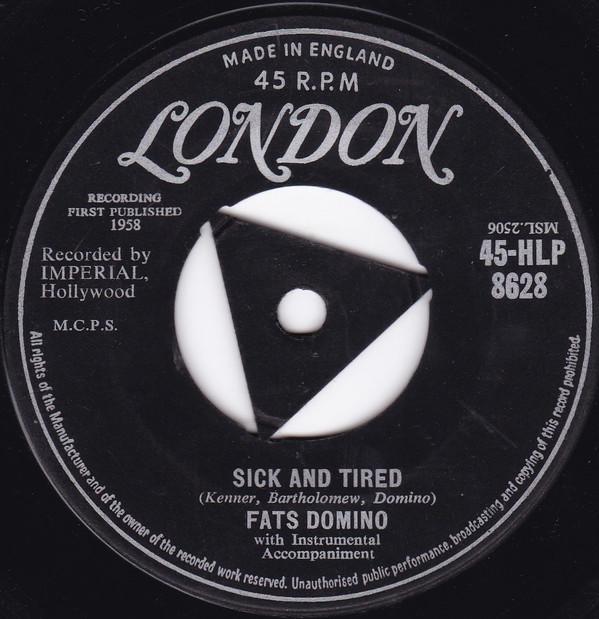 MADE IN ENGLAND
45 R.P.M
LONDON
RECORDING
FIRST PUBLISHED
1958
MSL.2506
45-HLP
8628
Recorded by
IMPERIAL,
Hollywood
M.C.P.S.
SICK AND TIRED
(Kenner, Bartholomew, Domino)
FATS DOMINO
with Instrumental
Accompaniment
All rights of the Manufacturer and of the owner of the recorded work reserved. Unauthorised public performance, broadcasting and copying of this record prohibited.